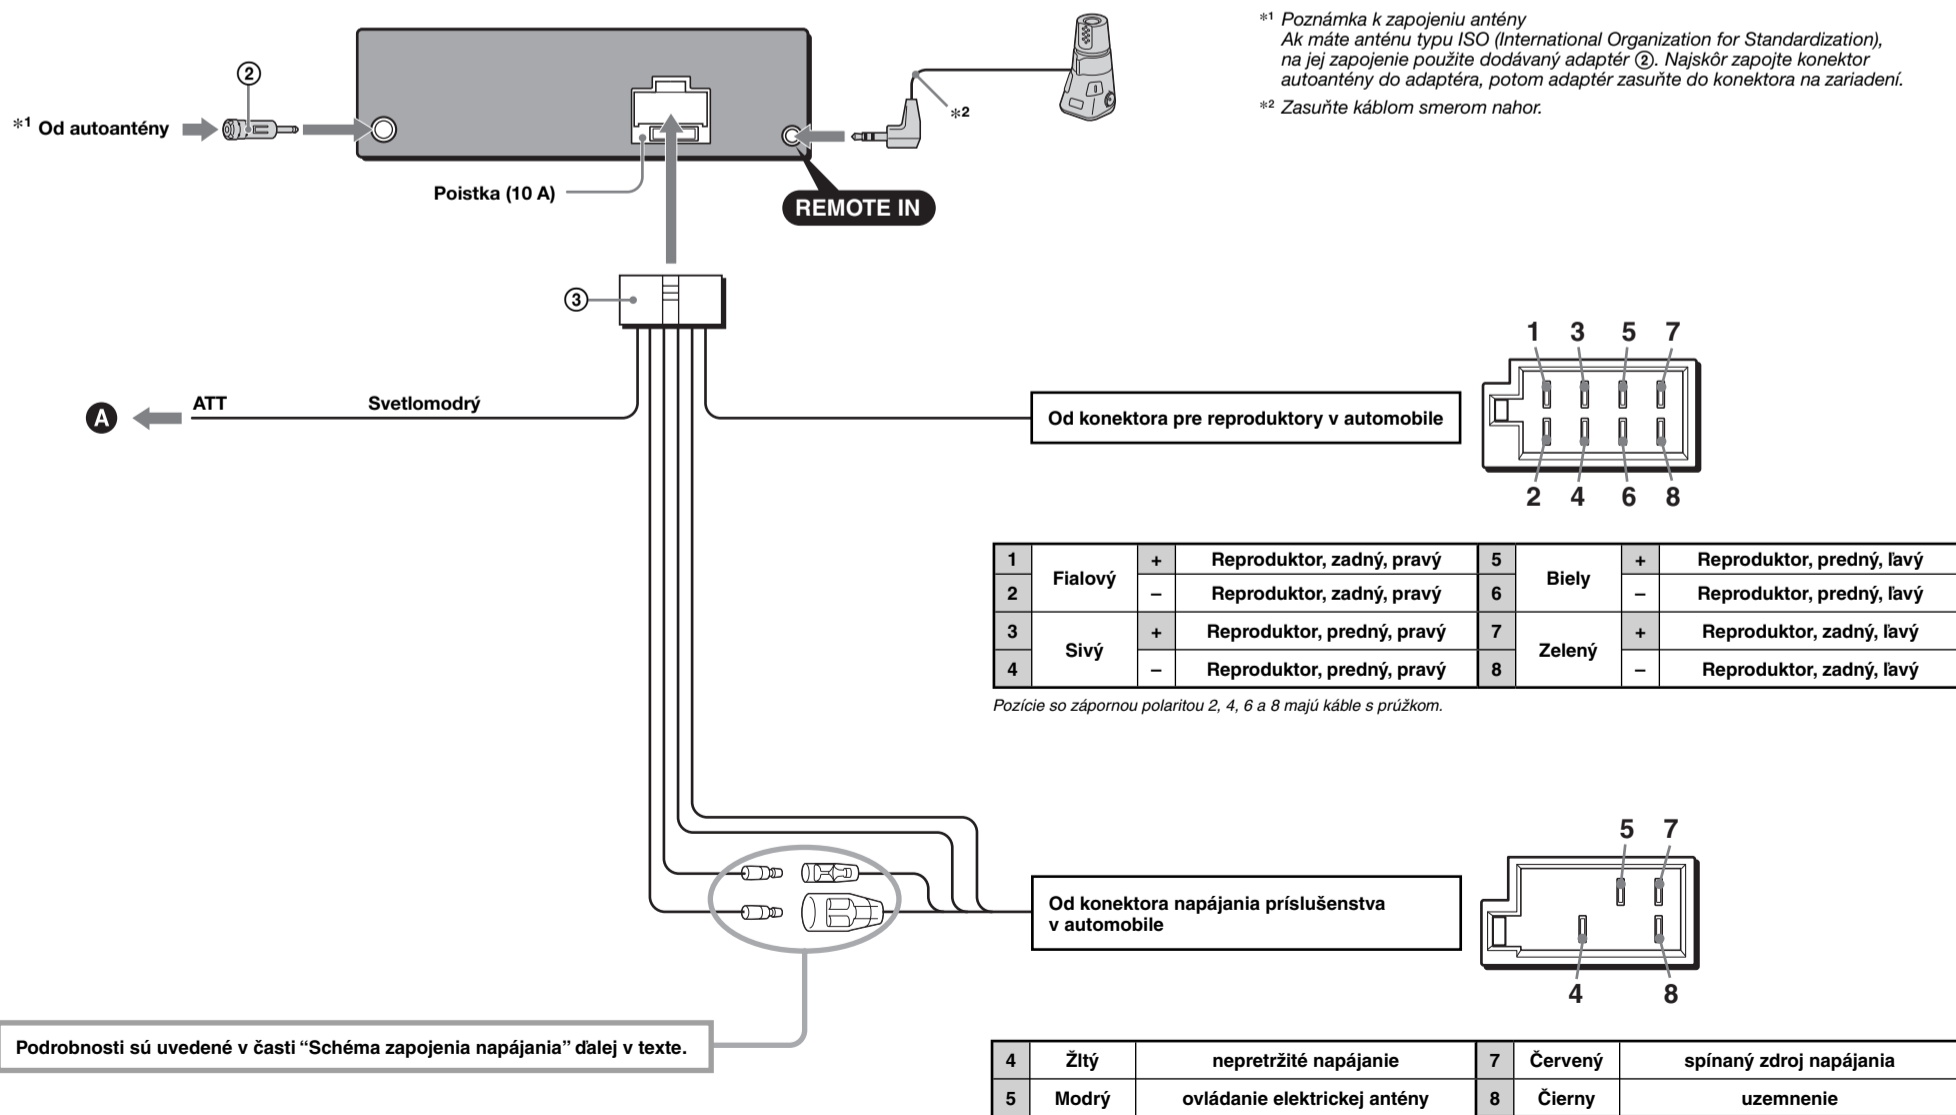 *1 Poznámka k zapojeniu antény
Ak máte anténu typu ISO (International Organization for Standardization),
na jej zapojenie použite dodávaný adaptér ②. Najskôr zapojte konektor
autoantény do adaptéra, potom adaptér zasuňte do konektora na zariadení.
*2 Zasuňte káblom smerom nahor.
②
*2
*1 Od autoantény
Poistka (10 A)
REMOTE IN
③
1 3 5 7
A
ATT Svetlomodrý
Od konektora pre reproduktory v automobile
2 4 6 8
1 Fialový + Reproduktor, zadný, pravý 5 Biely + Reproduktor, predný, ľavý
2 – Reproduktor, zadný, pravý 6 – Reproduktor, predný, ľavý
3 Sivý + Reproduktor, predný, pravý 7 Zelený + Reproduktor, zadný, ľavý
4 – Reproduktor, predný, pravý 8 – Reproduktor, zadný, ľavý
Pozície so zápornou polaritou 2, 4, 6 a 8 majú káble s prúžkom.
5 7
Od konektora napájania príslušenstva
v automobile
4 8
Podrobnosti sú uvedené v časti “Schéma zapojenia napájania” ďalej v texte.
4 Žltý nepretržité napájanie 7 Červený spínaný zdroj napájania
5 Modrý ovládanie elektrickej antény 8 Čierny uzemnenie